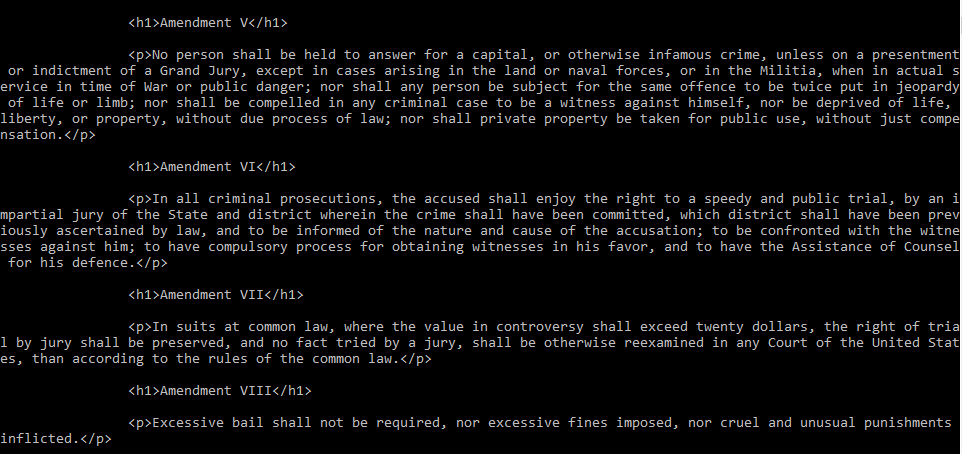 <h1>Amendment V</h1>
<p>No person shall be held to answer for a capital, or otherwise infamous crime, unless on a presentment
or indictment of a Grand Jury, except in cases arising in the land or naval forces, or in the Militia, when in actual s
ervice in time of War or public danger; nor shall any person be subject for the same offence to be twice put in jeopardy
of life or limb; nor shall be compelled in any criminal case to be a witness against himself, nor be deprived of life,
liberty, or property, without due process of law; nor shall private property be taken for public use, without just compe
nsation.</p>
<h1>Amendment VI</h1>
<p>In all criminal prosecutions, the accused shall enjoy the right to a speedy and public trial, by an i
mpartial jury of the State and district wherein the crime shall have been committed, which district shall have been prev
iously ascertained by law, and to be informed of the nature and cause of the accusation; to be confronted with the witne
sses against him; to have compulsory process for obtaining witnesses in his favor, and to have the Assistance of Counsel
for his defence.</p>
<h1>Amendment VII</h1>
<p>In suits at common law, where the value in controversy shall exceed twenty dollars, the right of tria
l by jury shall be preserved, and no fact tried by a jury, shall be otherwise reexamined in any Court of the United Stat
es, than according to the rules of the common law.</p>
<h1>Amendment VIII</h1>
<p>Excessive bail shall not be required, nor excessive fines imposed, nor cruel and unusual punishments
inflicted.</p>